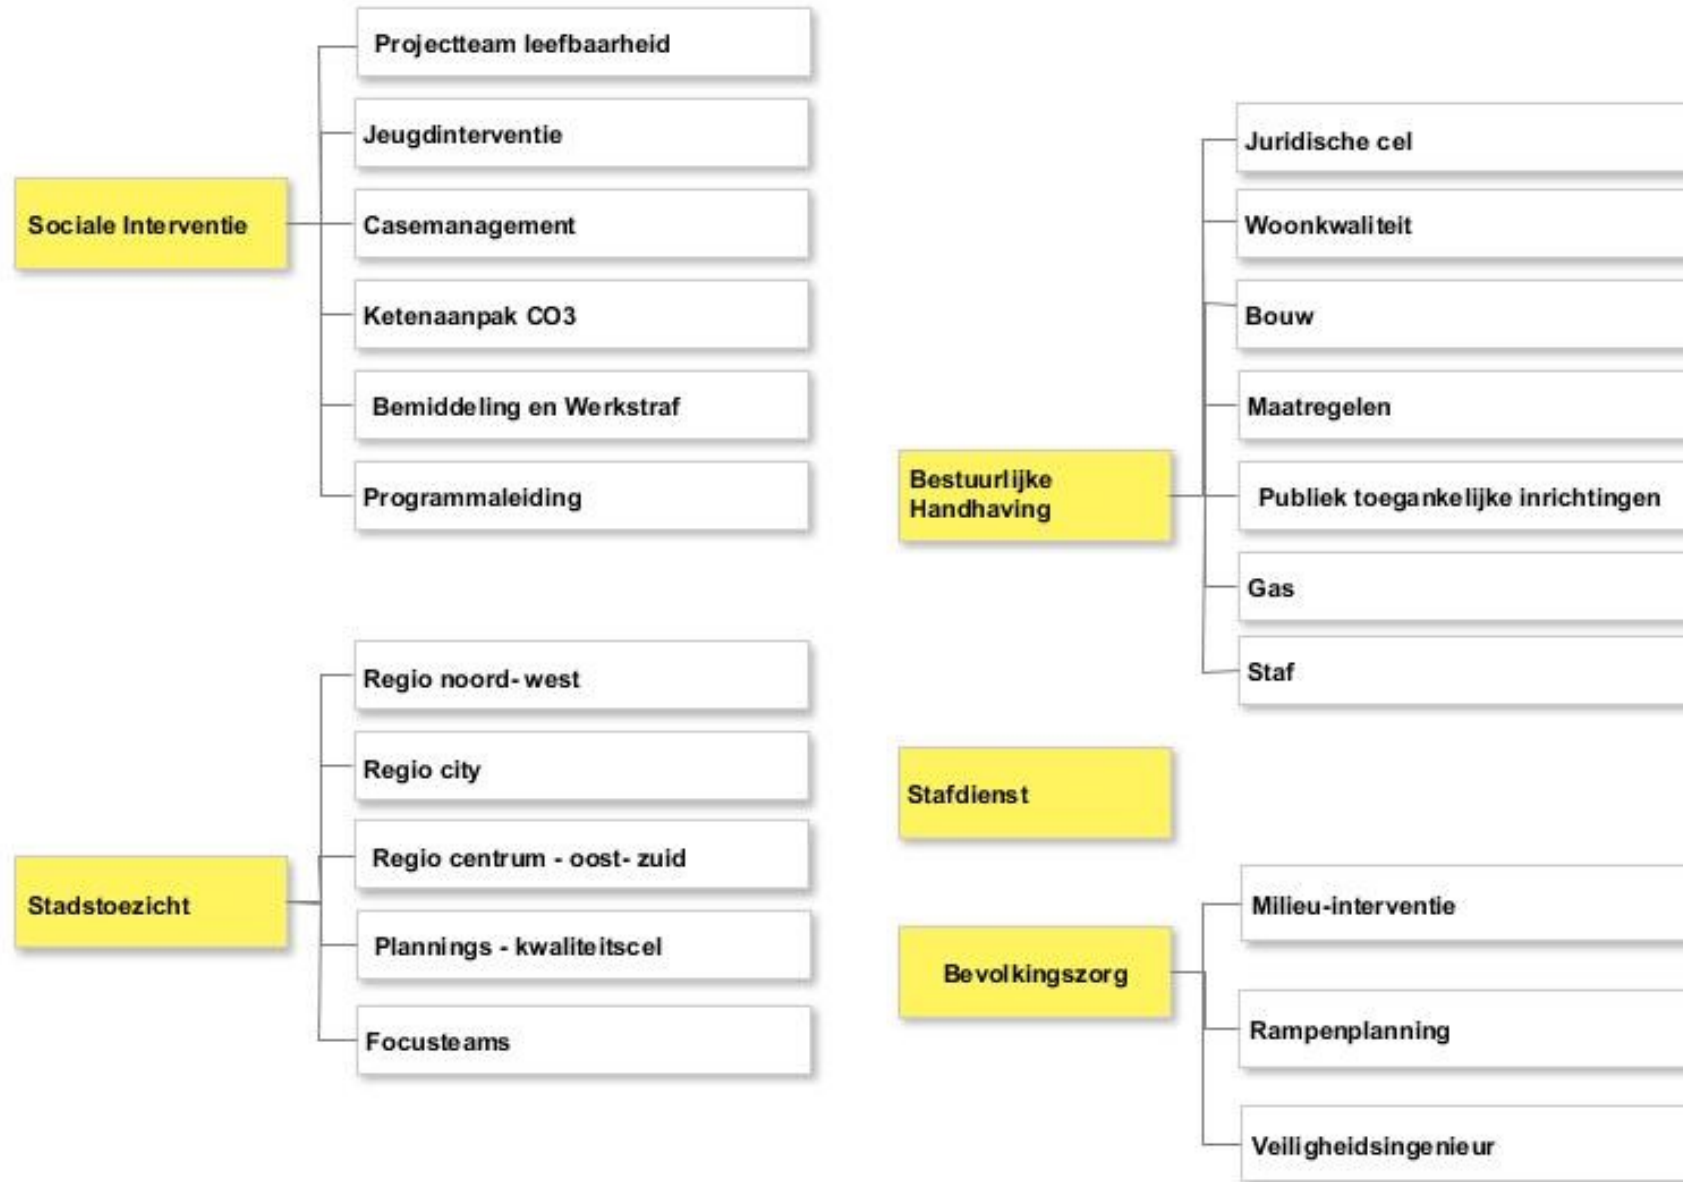 Sociale Interventie
Projectteam leefbaarheid
Jeugdinterventie
Casemanagement
Ketenaanpak CO3
Bemiddeling en Werkstraf
Programmaleiding
Stadstoezicht
Regio noord- west
Regio city
Regio centrum - oost- zuid
Plannings - kwaliteitscel
Focusteams
Bestuurlijke
Handhaving
Juridische cel
Woonkwaliteit
Bouw
Maatregelen
Publiek toegankelijke inrichtingen
Gas
Staf
Stafdienst
Bevolkingszorg
Milieu-interventie
Rampenplanning
Veiligheidsingenieur